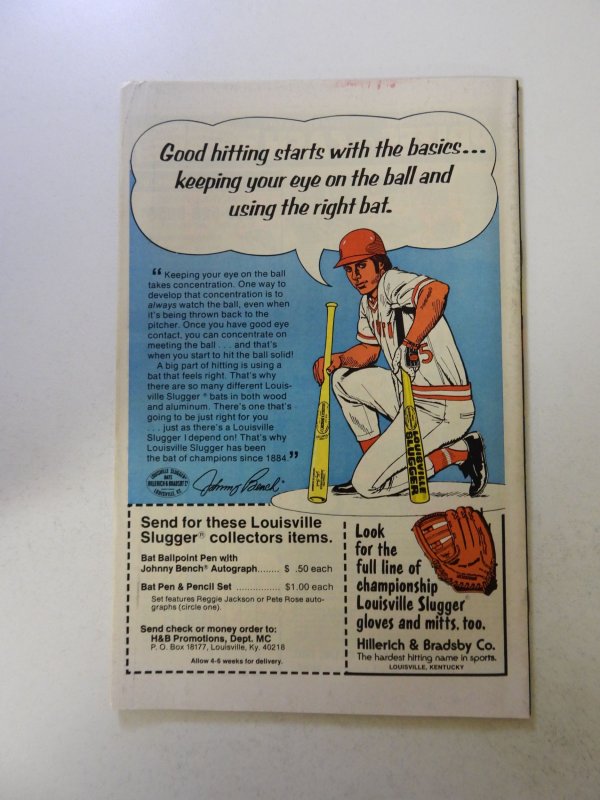 Good hitting starts with the basics...
keeping your eye on the ball and
using the right bat.
“Keeping your eye on the ball
takes concentration. One way to
develop that concentration is to
always watch the ball, even when
it's being thrown back to the
pitcher. Once you have good eye
contact, you can concentrate on
meeting the ball . . . and that's
when you start to hit the ball solid!
A big part of hitting is using a
bat that feels right. That's why
there are so many different Louis-
ville Slugger® bats in both wood
and aluminum. There's one that's
going to be just right for you
. . . just as there's a Louisville
Slugger I depend on! That's why
Louisville Slugger has been
the bat of champions since 1884.”
LOUISVILLE SLUGGER
BATS
HILLERICH & BRADSBY Co
LOUISVILLE, KY.
Johnny Bench
5
LOUISVILLE
SLUGGER
Send for these Louisville
Slugger® collectors items.
Bat Ballpoint Pen with
Johnny Bench® Autograph........ $ .50 each
Bat Pen & Pencil Set ................ $1.00 each
Set features Reggie Jackson or Pete Rose auto-
graphs (circle one).
Send check or money order to:
H&B Promotions, Dept. MC
P. O. Box 18177, Louisville, Ky. 40218
Allow 4-6 weeks for delivery.
Look
for the
full line of
championship
Louisville Slugger
gloves and mitts, too.
Hillerich & Bradsby Co.
The hardest hitting name in sports.
LOUISVILLE, KENTUCKY